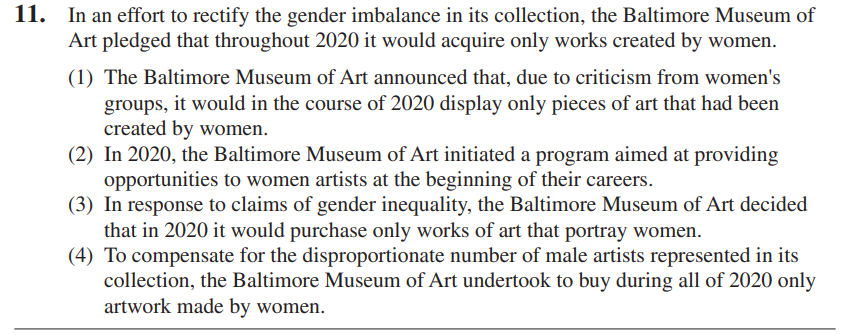 11. In an effort to rectify the gender imbalance in its collection, the Baltimore Museum of
Art pledged that throughout 2020 it would acquire only works created by women.
(1) The Baltimore Museum of Art announced that, due to criticism from women's
groups, it would in the course of 2020 display only pieces of art that had been
created by women.
(2) In 2020, the Baltimore Museum of Art initiated a program aimed at providing
opportunities to women artists at the beginning of their careers.
(3) In response to claims of gender inequality, the Baltimore Museum of Art decided
that in 2020 it would purchase only works of art that portray women.
(4) To compensate for the disproportionate number of male artists represented in its
collection, the Baltimore Museum of Art undertook to buy during all of 2020 only
artwork made by women.